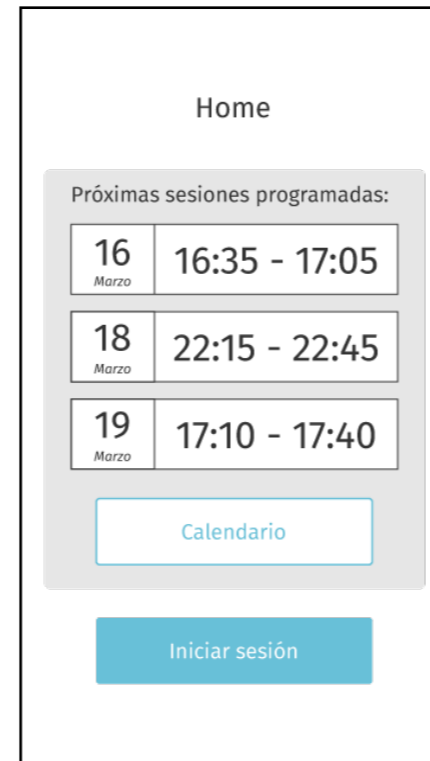 Home
Próximas sesiones programadas:
16
Marzo
16:35 - 17:05
18
Marzo
22:15 - 22:45
19
Marzo
17:10 - 17:40
Calendario
Iniciar sesión